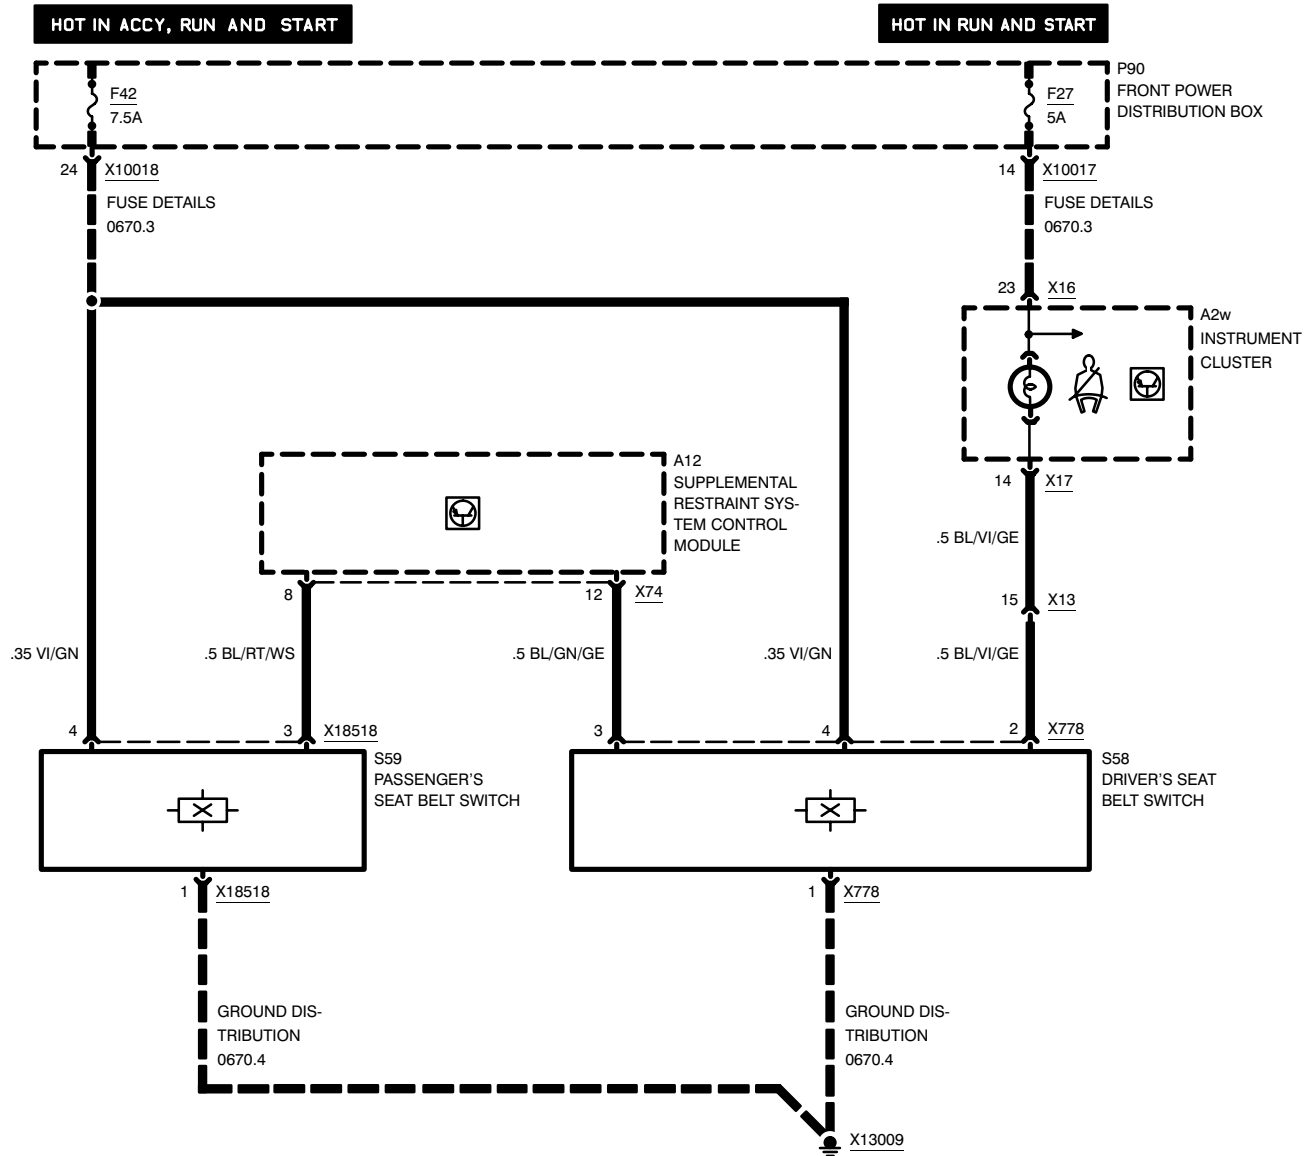 HOT IN ACCY, RUN AND START
HOT IN RUN AND START
P90
FRONT POWER
DISTRIBUTION BOX
F42
7.5A
F27
5A
24 X10018
14 X10017
FUSE DETAILS
0670.3
FUSE DETAILS
0670.3
23 X16
A2w
INSTRUMENT
CLUSTER
A12
SUPPLEMENTAL
RESTRAINT SYS-
TEM CONTROL
MODULE
14 X17
.5 BL/VI/GE
8
12 X74
15 X13
.35 VI/GN
.5 BL/RT/WS
.5 BL/GN/GE
.35 VI/GN
.5 BL/VI/GE
4
3 X18518
3
4
2 X778
S59
PASSENGER'S
SEAT BELT SWITCH
S58
DRIVER'S SEAT
BELT SWITCH
1 X18518
1 X778
GROUND DIS-
TRIBUTION
0670.4
GROUND DIS-
TRIBUTION
0670.4
X13009